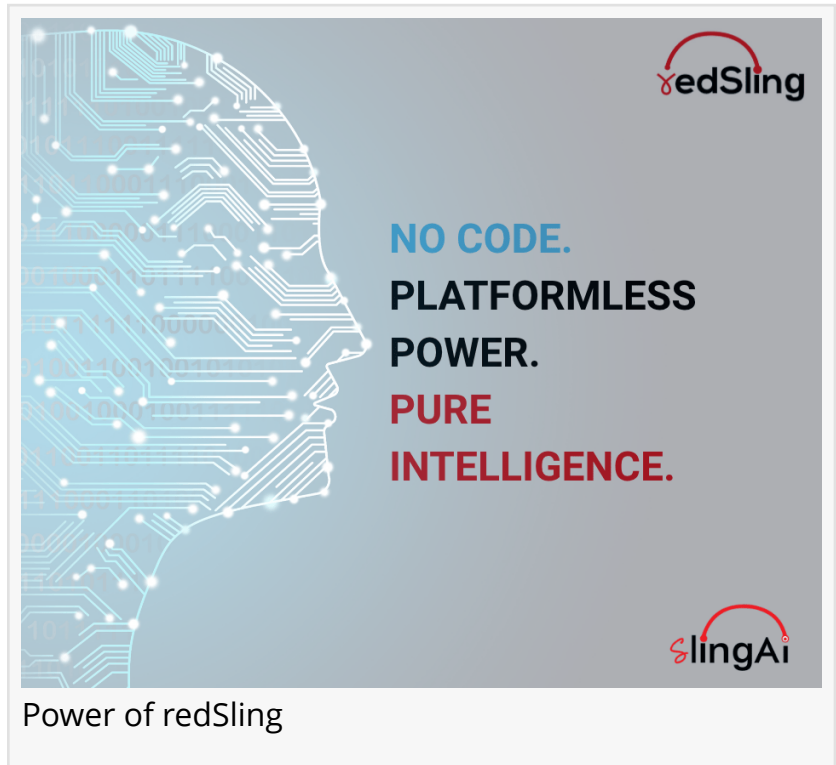 redSling
NO CODE.
PLATFORMLESS
POWER.
PURE
INTELLIGENCE.
slingAi
Power of redSling